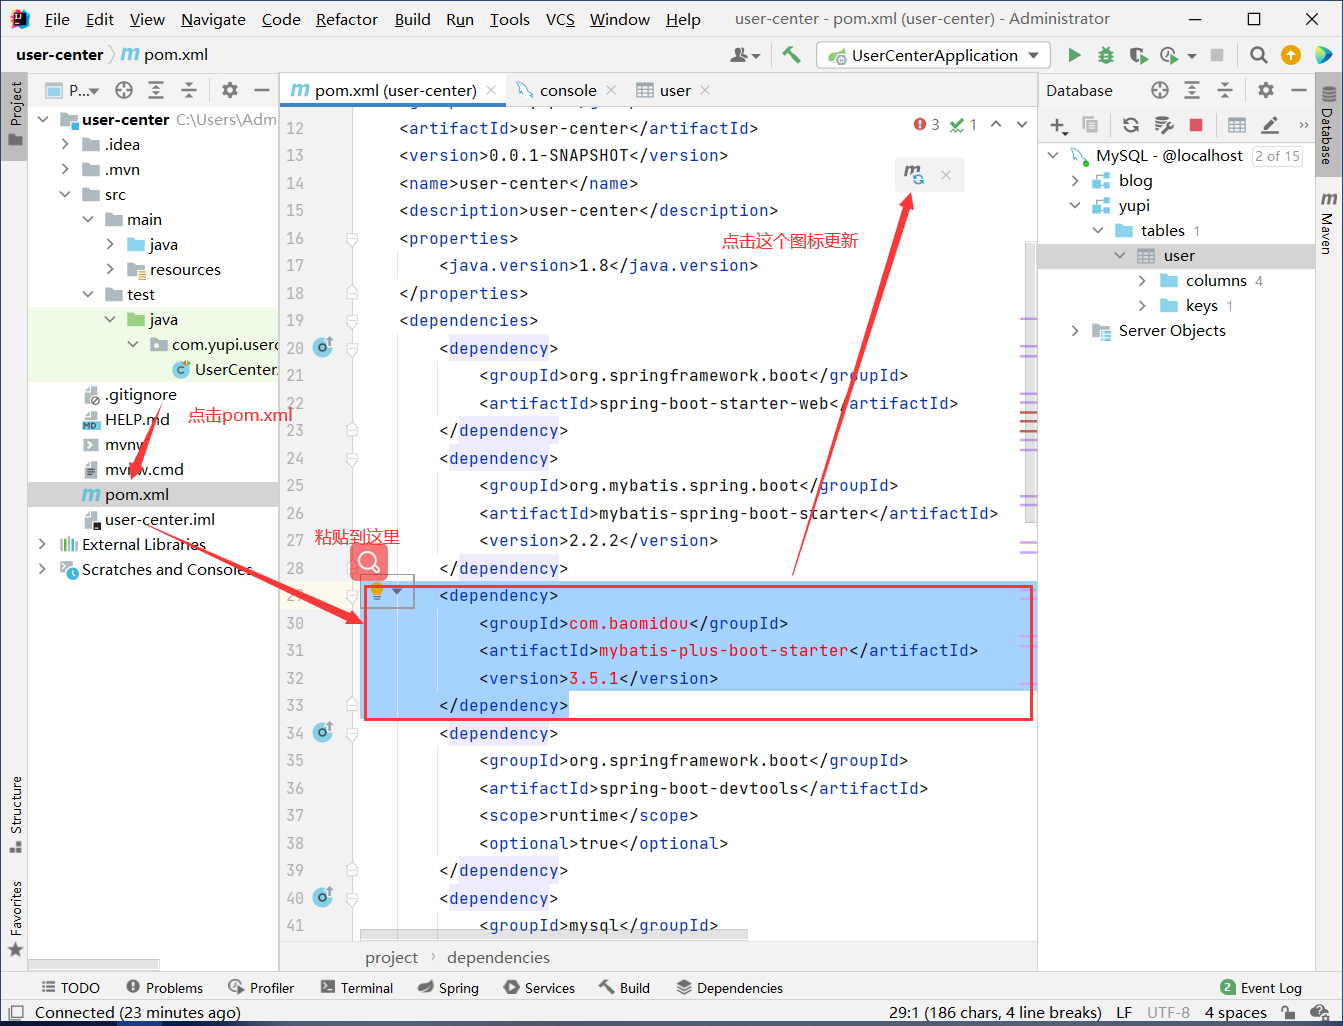 File Edit View Navigate Code Refactor Build Run Tools VCS Window Help user-center - pom.xml (user-center) - Administrator
user-center pom.xml
UserCenterApplication
Project
P...
pom.xml (user-center)
console
user
Database
user-center C:\Users\Adm
.idea
.mvn
src
main
java
resources
test
java
com.yupi.userc
UserCenter.
.gitignore
HELP.md
mvnw
mvnw.cmd
pom.xml
user-center.iml
External Libraries
Scratches and Consoles
点击pom.xml
粘贴到这里
点击这个图标更新
3 1
12 <artifactId>user-center</artifactId>
13 <version>0.0.1-SNAPSHOT</version>
14 <name>user-center</name>
15 <description>user-center</description>
16 <properties>
17 <java.version>1.8</java.version>
18 </properties>
19 <dependencies>
20 <dependency>
21 <groupId>org.springframework.boot</groupId>
22 <artifactId>spring-boot-starter-web</artifactId>
23 </dependency>
24 <dependency>
25 <groupId>org.mybatis.spring.boot</groupId>
26 <artifactId>mybatis-spring-boot-starter</artifactId>
27 <version>2.2.2</version>
28 </dependency>
29 <dependency>
30 <groupId>com.baomidou</groupId>
31 <artifactId>mybatis-plus-boot-starter</artifactId>
32 <version>3.5.1</version>
33 </dependency>
34 <dependency>
35 <groupId>org.springframework.boot</groupId>
36 <artifactId>spring-boot-devtools</artifactId>
37 <scope>runtime</scope>
38 <optional>true</optional>
39 </dependency>
40 <dependency>
41 <groupId>mysql</groupId>
project › dependencies
MySQL - @localhost 2 of 15
blog
yupi
tables 1
user
columns 4
keys 1
Server Objects
Database
Maven
Structure
Favorites
TODO Problems Profiler Terminal Spring Services Build Dependencies 2 Event Log
Connected (23 minutes ago) 29:1 (186 chars, 4 line breaks) LF UTF-8 4 spaces